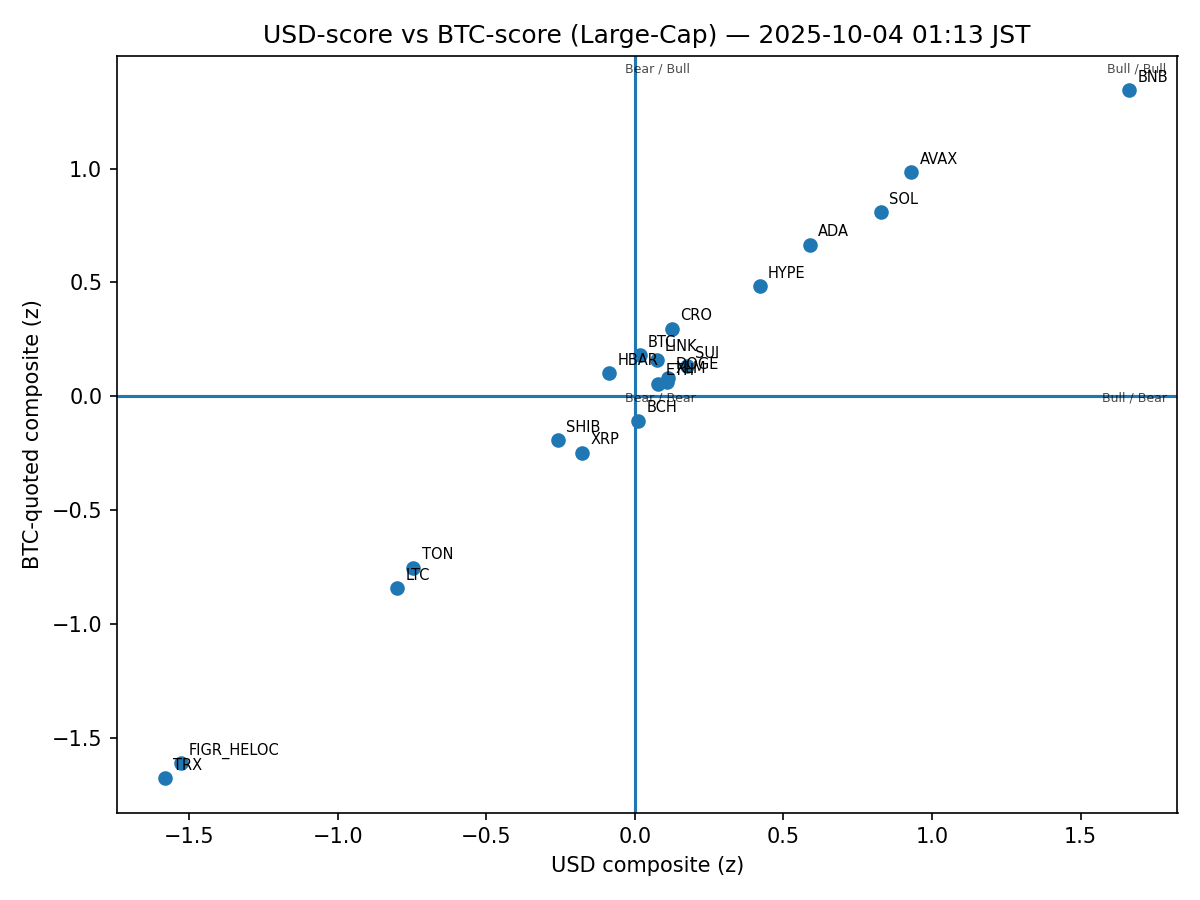 USD-score vs BTC-score (Large-Cap) — 2025-10-04 01:13 JST
Bear / Bull
Bull / Bull
BNB
AVAX
SOL
ADA
HYPE
CRO
BTC
LINK
SUI
HBAR
DOGE
ETH
XLM
Bear / Bear
Bull / Bear
BCH
SHIB
XRP
TON
LTC
FIGR_HELOC
TRX
1.0
0.5
0.0
−0.5
−1.0
−1.5
BTC-quoted composite (z)
−1.5
−1.0
−0.5
0.0
0.5
1.0
1.5
USD composite (z)